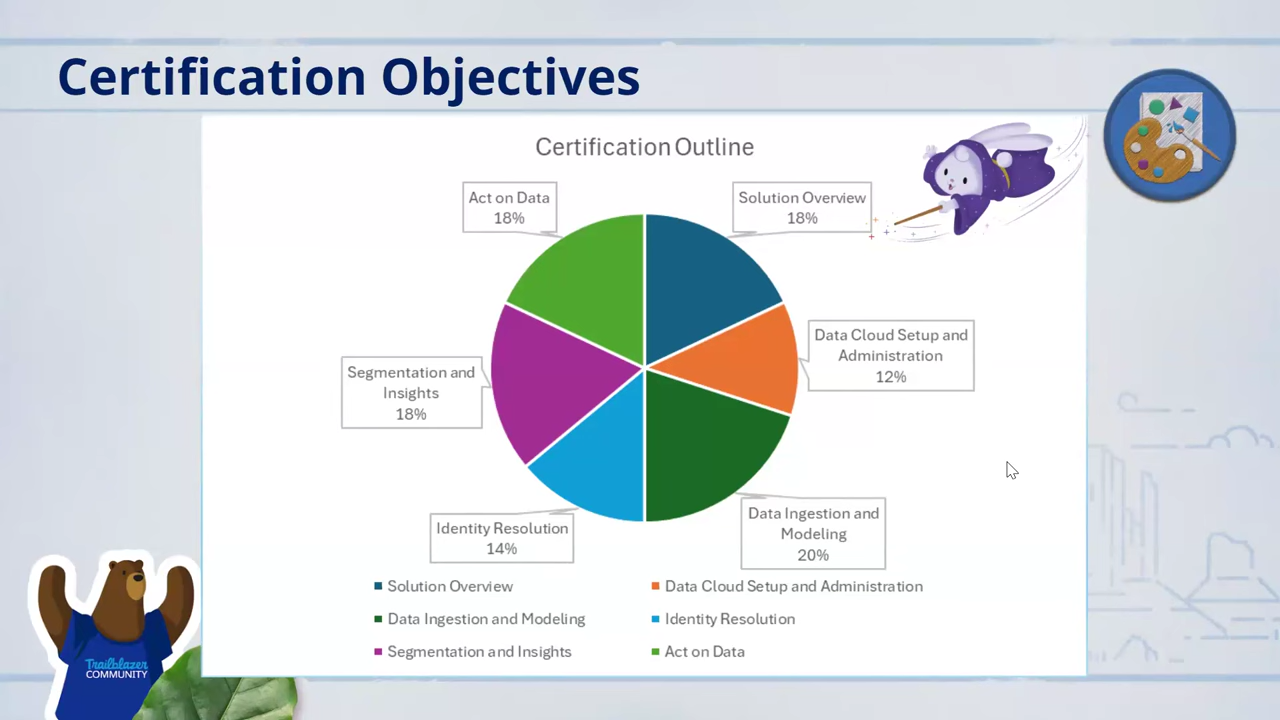 Certification Objectives
Certification Outline
Act on Data
18%
Solution Overview
18%
Data Cloud Setup and
Administration
12%
Segmentation and
Insights
18%
Identity Resolution
14%
Data Ingestion and
Modeling
20%
Solution Overview
Data Cloud Setup and Administration
Data Ingestion and Modeling
Identity Resolution
Segmentation and Insights
Act on Data
Trailblazer
COMMUNITY